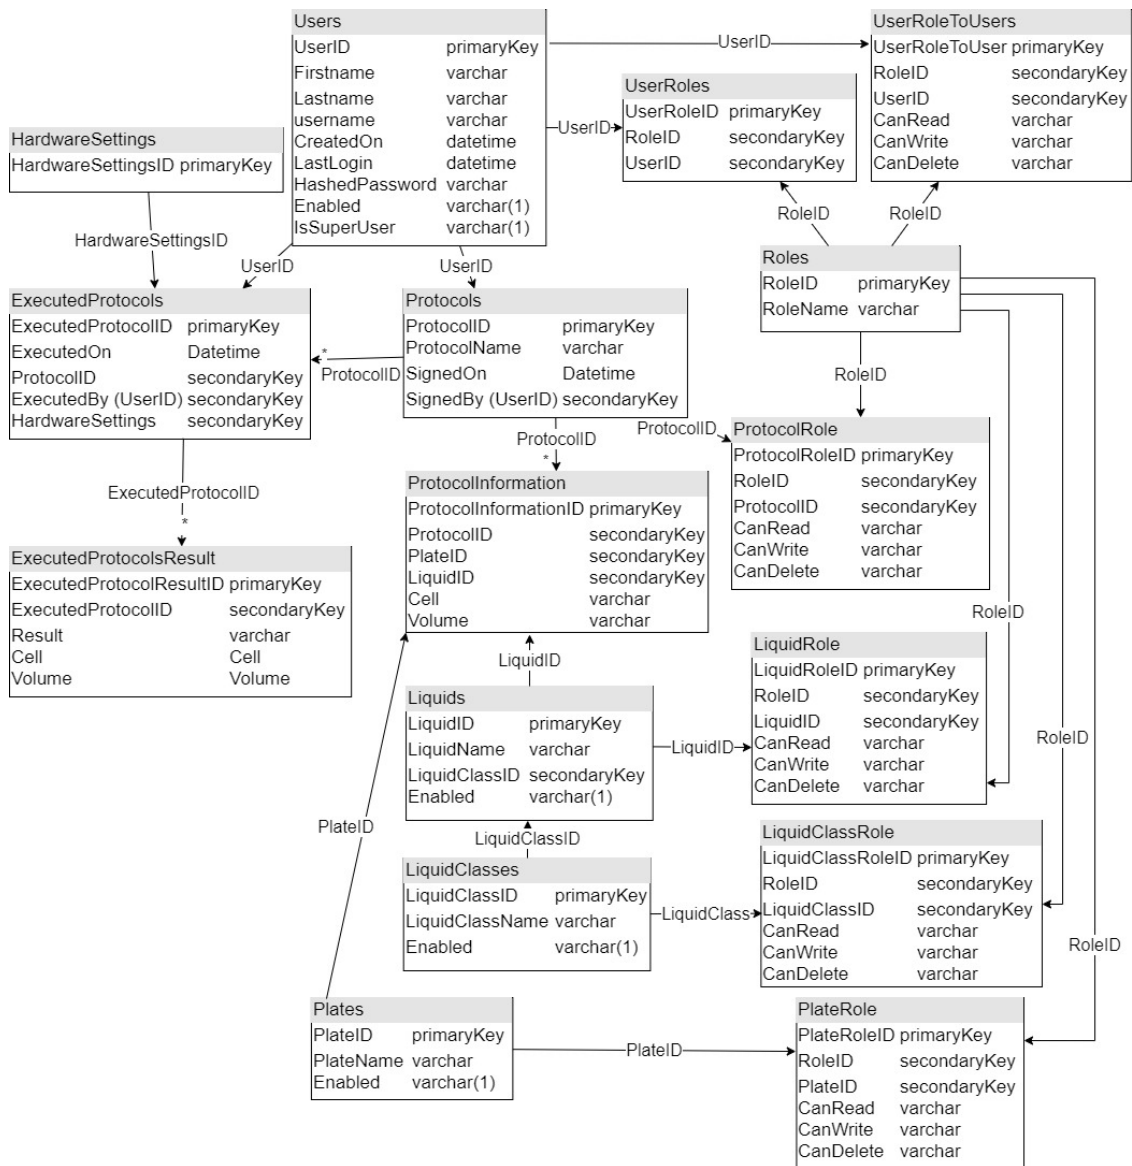 Users
UserID primaryKey
Firstname varchar
Lastname varchar
username varchar
CreatedOn datetime
LastLogin datetime
HashedPassword varchar
Enabled varchar(1)
IsSuperUser varchar(1)
UserID
UserRoleToUsers
UserRoleToUser primaryKey
RoleID secondaryKey
UserID secondaryKey
CanRead varchar
CanWrite varchar
CanDelete varchar
UserID
UserRoles
UserRoleID primaryKey
RoleID secondaryKey
UserID secondaryKey
HardwareSettings
HardwareSettingsID primaryKey
HardwareSettingsID
UserID
UserID
RoleID
RoleID
Roles
RoleID primaryKey
RoleName varchar
ExecutedProtocols
ExecutedProtocolID primaryKey
ExecutedOn Datetime
ProtocolID secondaryKey
ExecutedBy (UserID) secondaryKey
HardwareSettings secondaryKey
*
ProtocolID
Protocols
ProtocolID primaryKey
ProtocolName varchar
SignedOn Datetime
SignedBy (UserID) secondaryKey
RoleID
ProtocolID
*
ProtocolID
ProtocolRole
ProtocolRoleID primaryKey
RoleID secondaryKey
ProtocolID secondaryKey
CanRead varchar
CanWrite varchar
CanDelete varchar
ExecutedProtocolID
*
ExecutedProtocolsResult
ExecutedProtocolResultID primaryKey
ExecutedProtocolID secondaryKey
Result varchar
Cell Cell
Volume Volume
ProtocolInformation
ProtocolInformationID primaryKey
ProtocolID secondaryKey
PlateID secondaryKey
LiquidID secondaryKey
Cell varchar
Volume varchar
RoleID
LiquidID
LiquidRole
LiquidRoleID primaryKey
RoleID secondaryKey
LiquidID secondaryKey
CanRead varchar
CanWrite varchar
CanDelete varchar
Liquids
LiquidID primaryKey
LiquidName varchar
LiquidClassID secondaryKey
Enabled varchar(1)
LiquidID
RoleID
PlateID
LiquidClassID
LiquidClasses
LiquidClassID primaryKey
LiquidClassName varchar
Enabled varchar(1)
LiquidClass
LiquidClassRole
LiquidClassRoleID primaryKey
RoleID secondaryKey
LiquidClassID secondaryKey
CanRead varchar
CanWrite varchar
CanDelete varchar
RoleID
Plates
PlateID primaryKey
PlateName varchar
Enabled varchar(1)
PlateID
PlateRole
PlateRoleID primaryKey
RoleID secondaryKey
PlateID secondaryKey
CanRead varchar
CanWrite varchar
CanDelete varchar